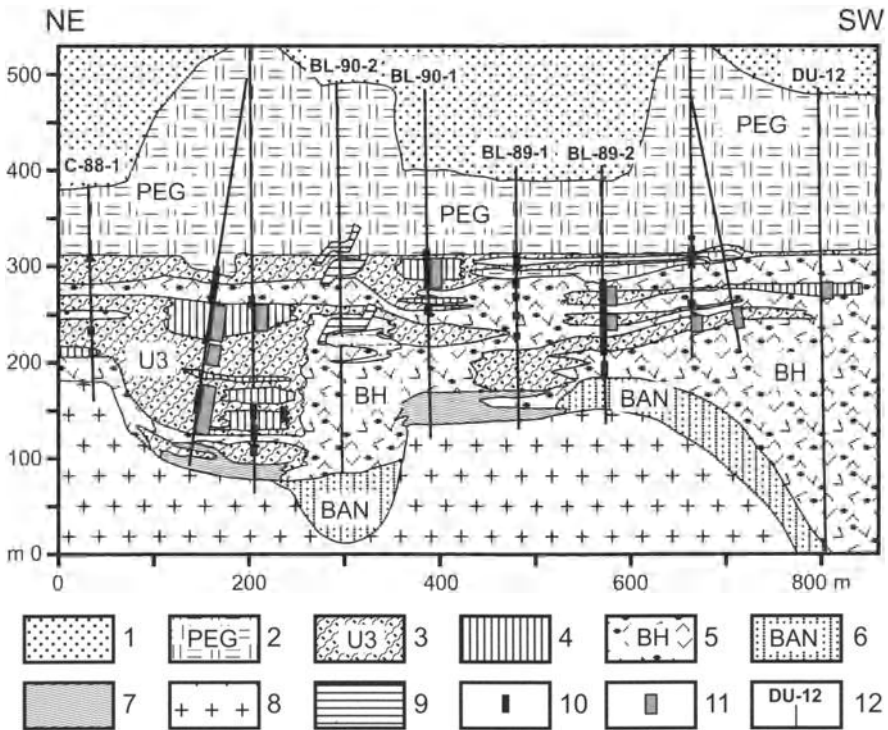 NE SW
500
400
300
200
100
m 0
0 200 400 600 800 m
BL-90-2
BL-90-1
DU-12
C-88-1
BL-89-1
BL-89-2
PEG
PEG
PEG
U3
BH
BAN
BAN
BH
1
PEG 2
U3 3
4
BH 5
BAN 6
7
8
9
10
11
DU-12 12